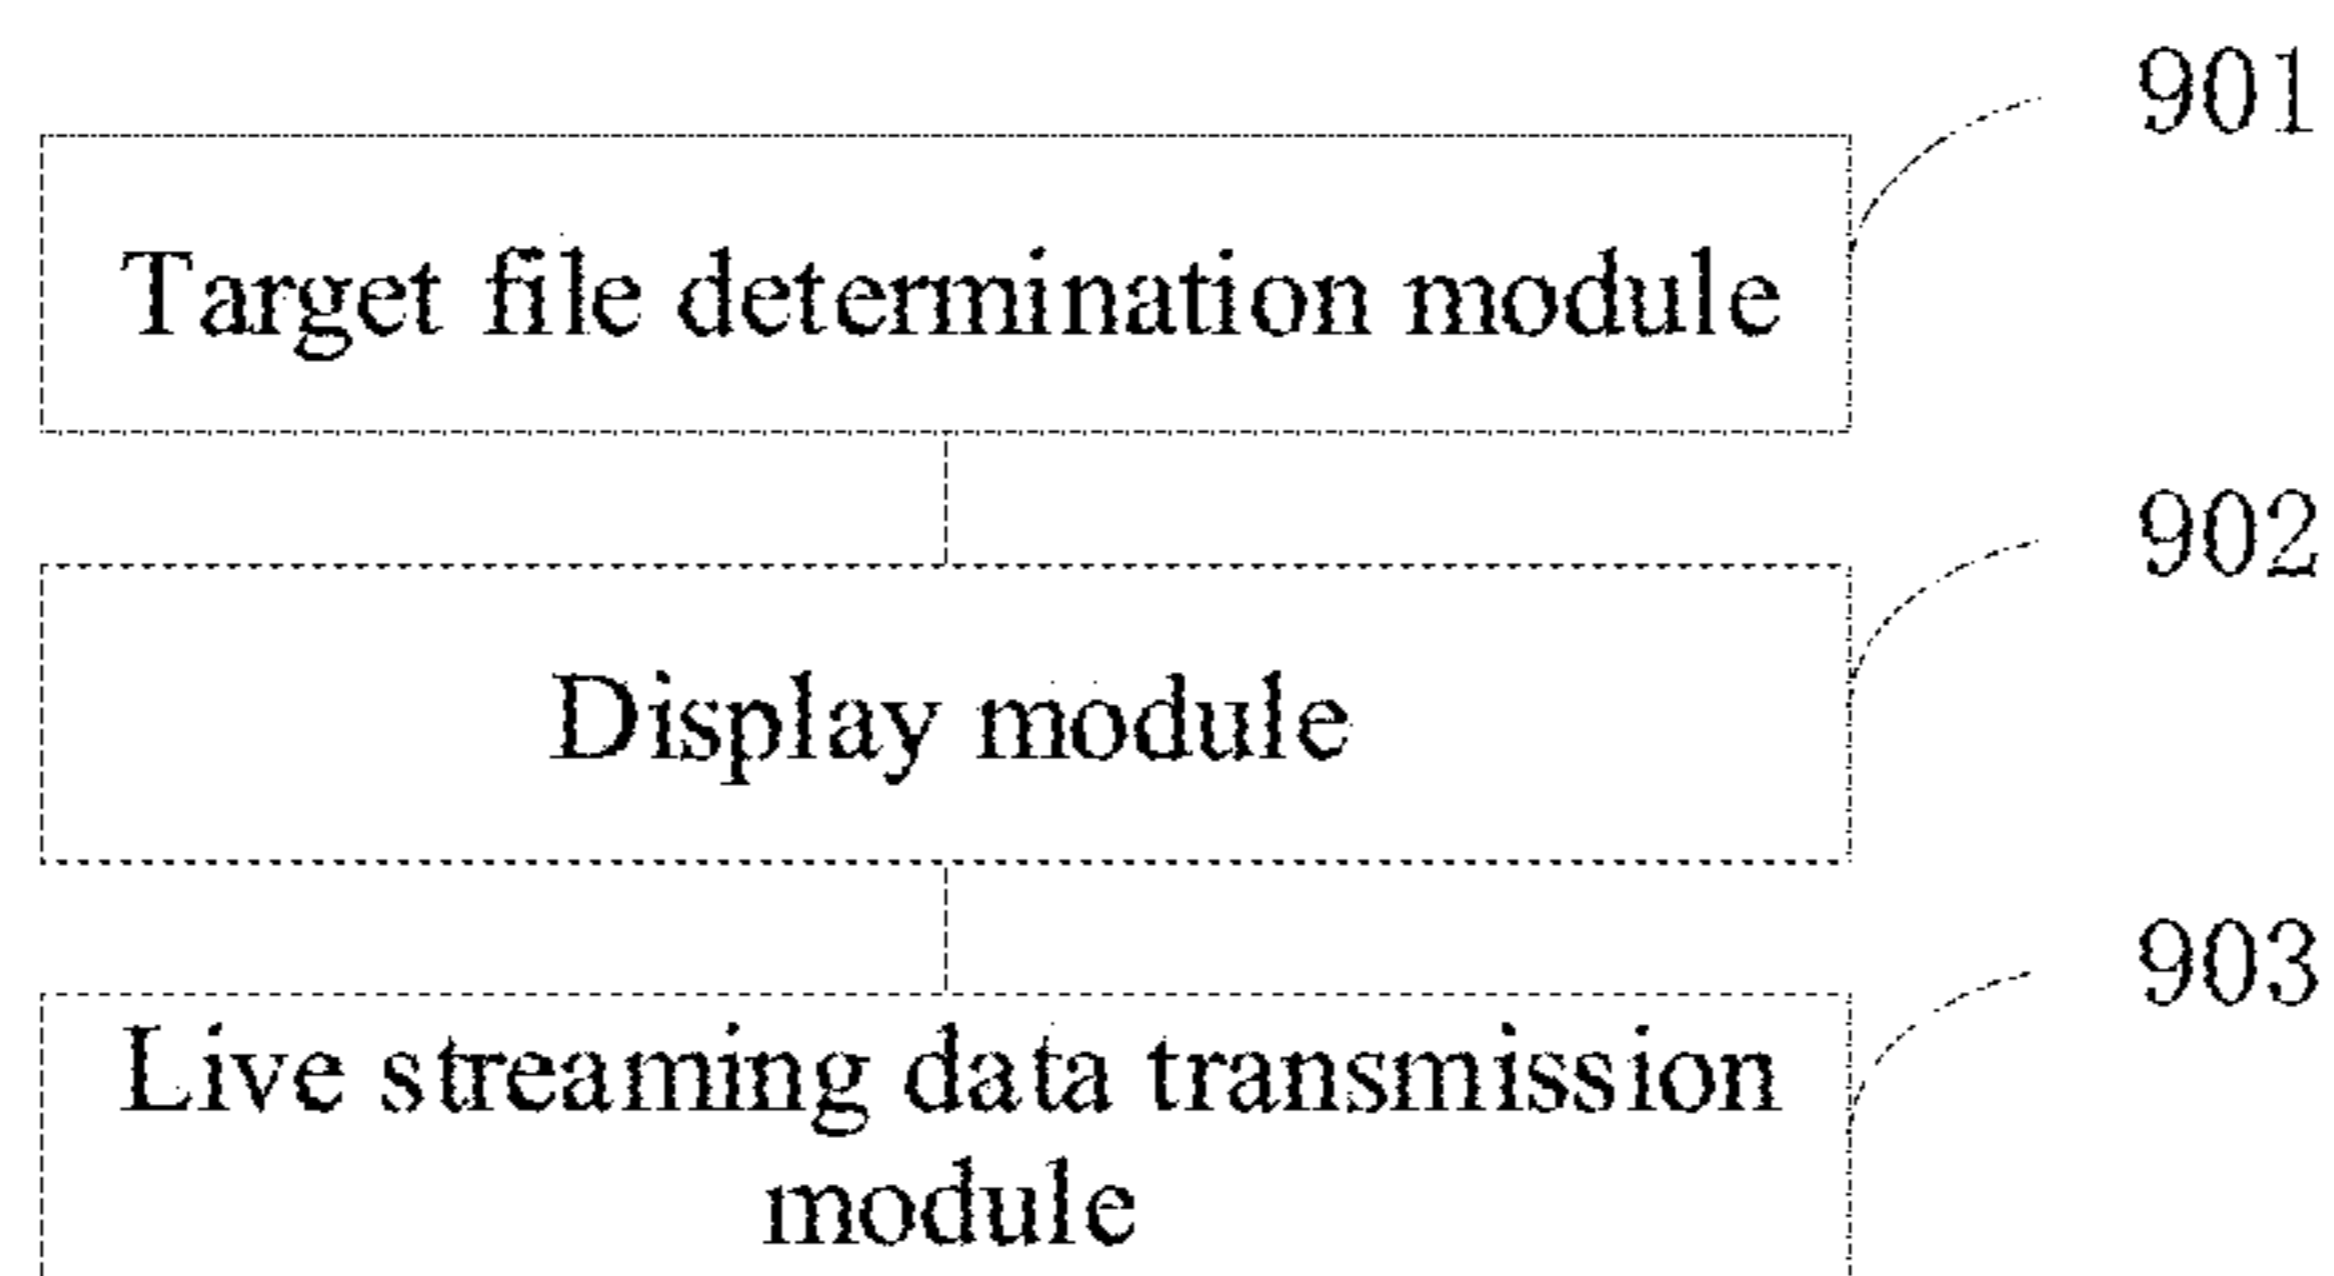 901
Target file determination module
902
Display module
903
Live streaming data transmission
module